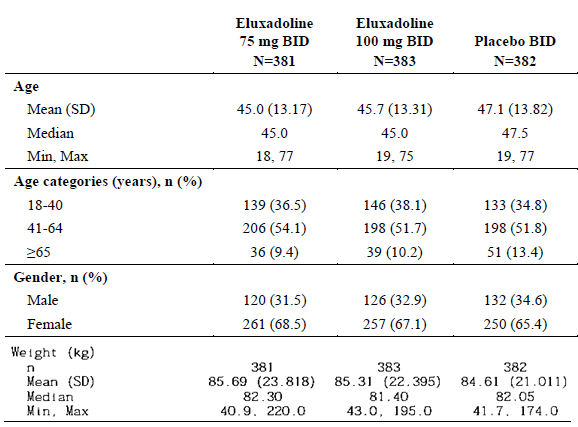 Eluxadoline Eluxadoline
75 mg BID 100 mg BID Placebo BID
N=381 N=383 N=382
Age
Mean (SD) 45.0 (13.17) 45.7 (13.31) 47.1 (13.82)
Median 45.0 45.0 47.5
Min, Max 18, 77 19, 75 19, 77
Age categories (years), n (%)
18-40 139 (36.5) 146 (38.1) 133 (34.8)
41-64 206 (54.1) 198 (51.7) 198 (51.8)
≥65 36 (9.4) 39 (10.2) 51 (13.4)
Gender, n (%)
Male 120 (31.5) 126 (32.9) 132 (34.6)
Female 261 (68.5) 257 (67.1) 250 (65.4)
Weight (kg)
n 381 383 382
Mean (SD) 85.69 (23.818) 85.31 (22.395) 84.61 (21.011)
Median 82.30 81.40 82.05
Min, Max 40.9, 220.0 43.0, 195.0 41.7, 174.0